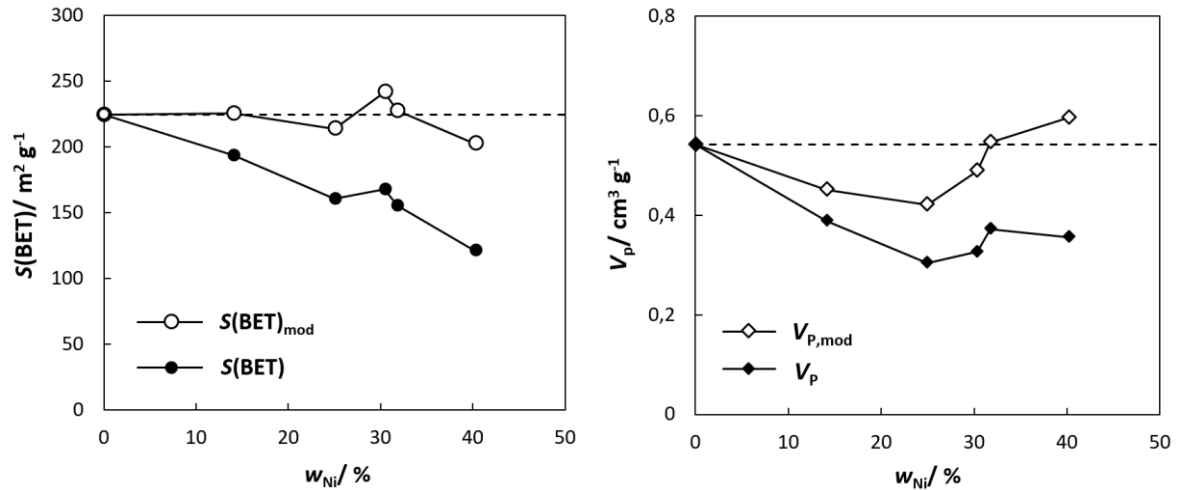 300
250
200
150
100
50
0
S(BET)/ m² g⁻¹
S(BET)mod
S(BET)
0 10 20 30 40 50
wNi/ %
0,8
0,6
0,4
0,2
0
Vp/ cm³ g⁻¹
VP,mod
VP
0 10 20 30 40 50
wNi/ %